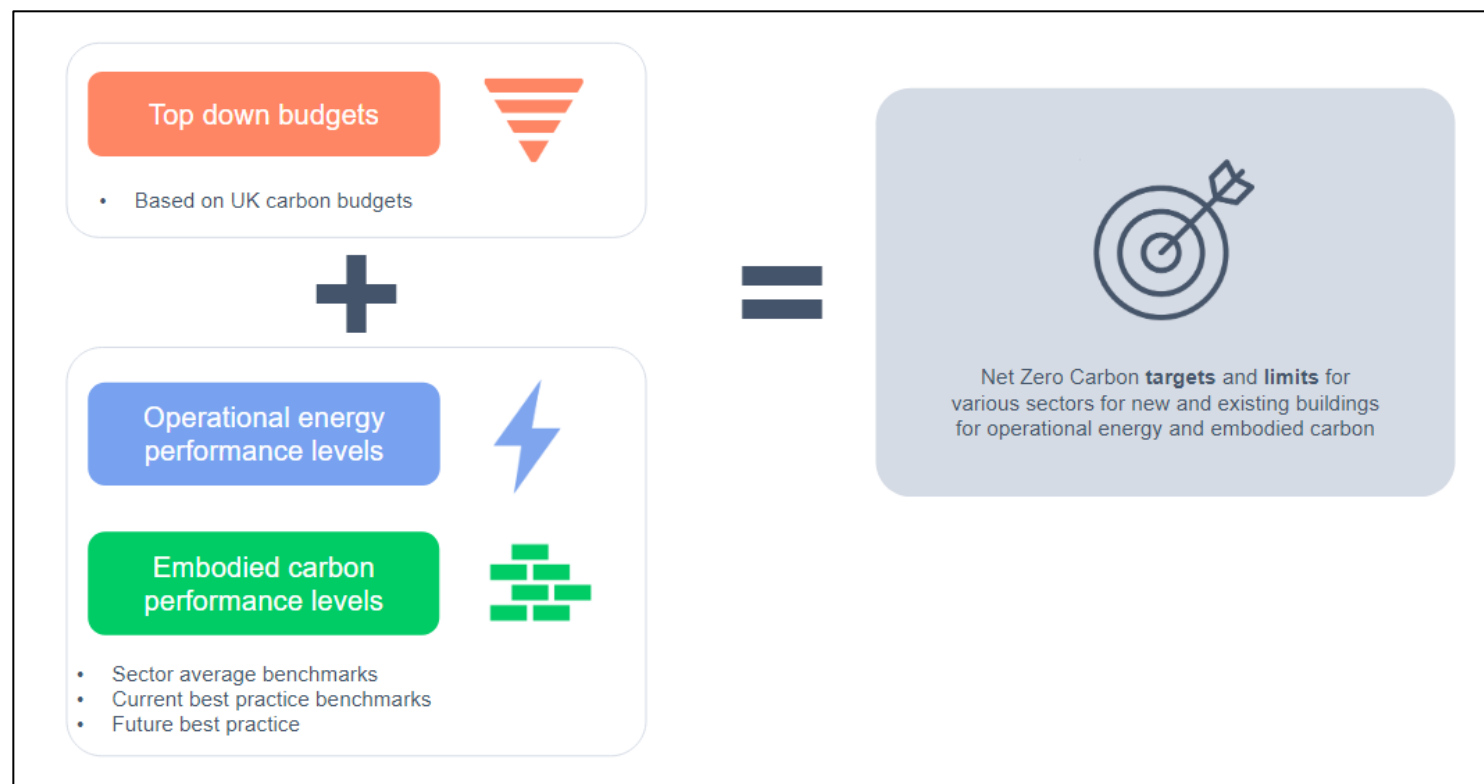 Top down budgets
• Based on UK carbon budgets
Operational energy
performance levels
Embodied carbon
performance levels
• Sector average benchmarks
• Current best practice benchmarks
• Future best practice
Net Zero Carbon targets and limits for
various sectors for new and existing buildings
for operational energy and embodied carbon